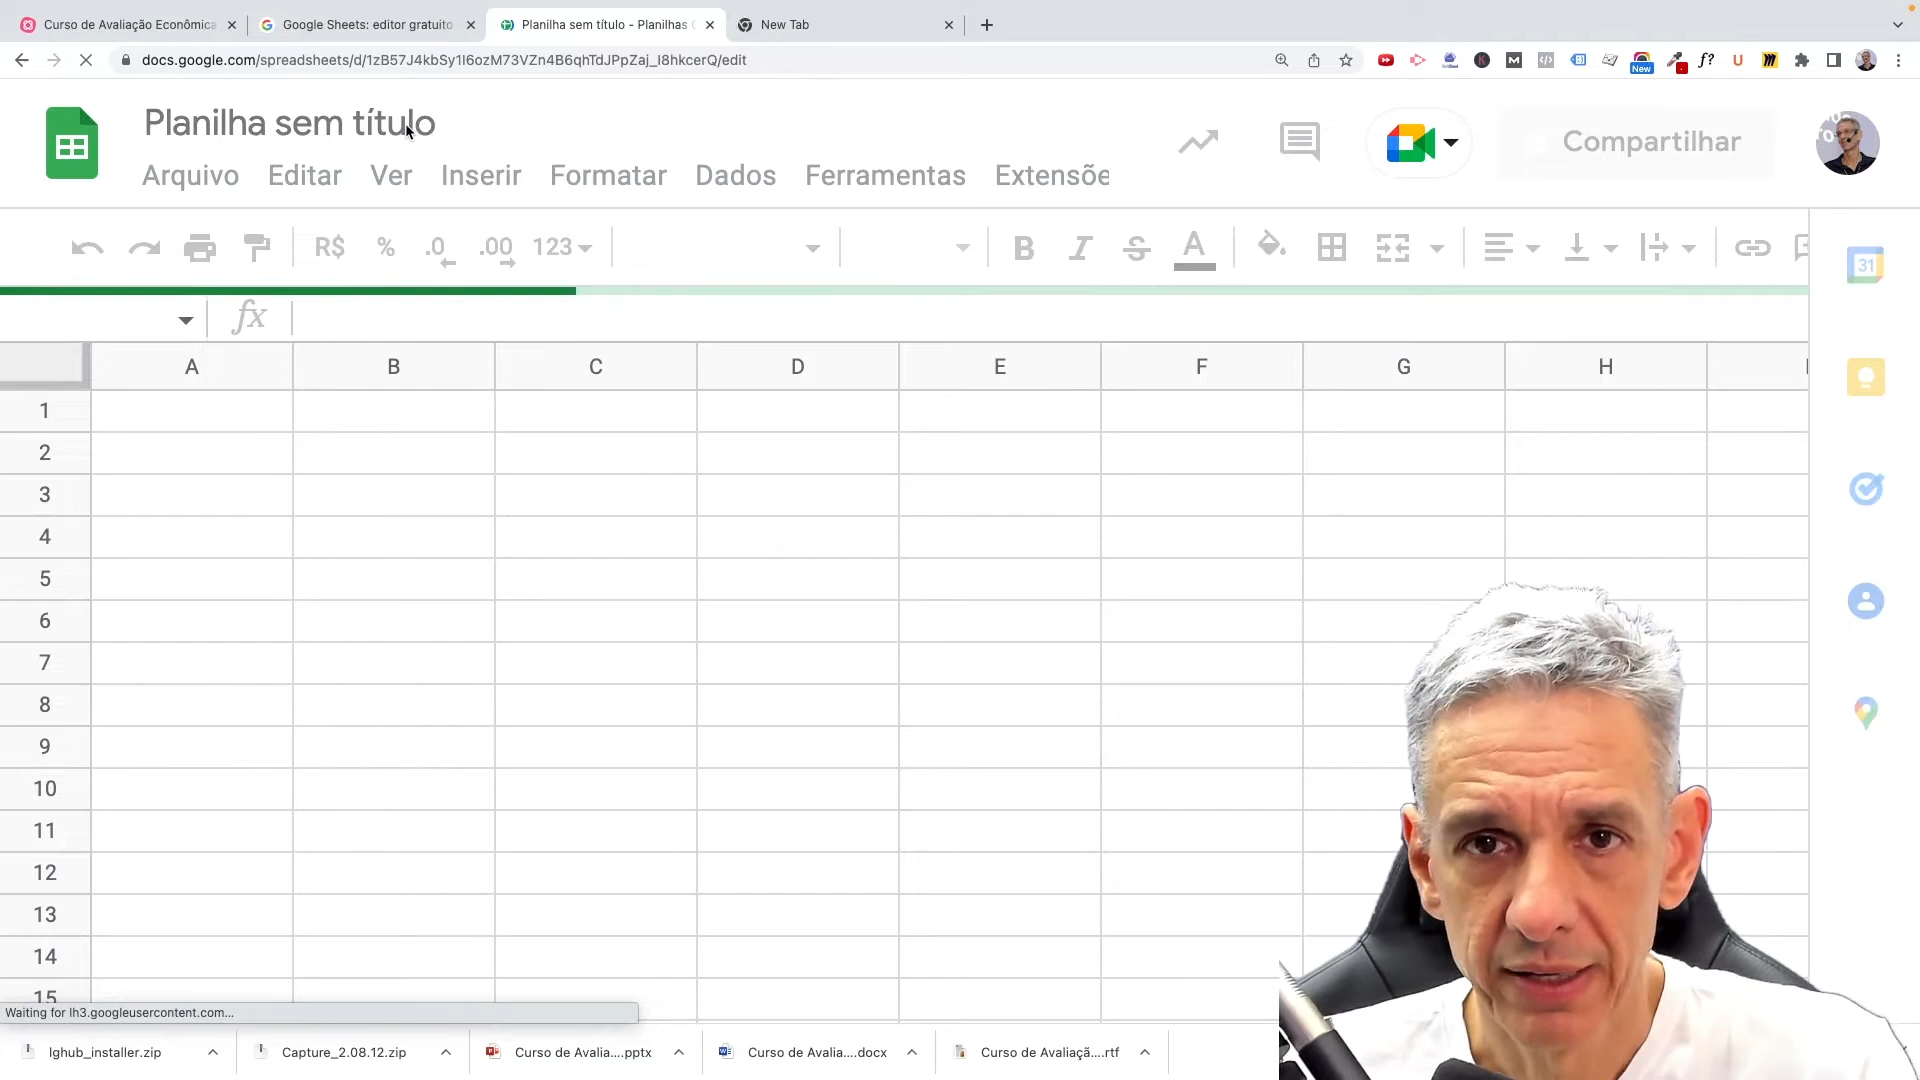 Curso de Avaliação Econômica
Google Sheets: editor gratuito
Planilha sem título - Planilhas G
New Tab
docs.google.com/spreadsheets/d/1zB57J4kbSy1I6ozM73VZn4B6qhTdJPpZaj_I8hkcerQ/edit
New
f?
U
Planilha sem título
Arquivo Editar Ver Inserir Formatar Dados Ferramentas Extensõe
Compartilhar
R$ % .0 .00 123 B I S A
31
fx
A B C D E F G H
1
2
3
4
5
6
7
8
9
10
11
12
13
14
15
Waiting for lh3.googleusercontent.com...
lghub_installer.zip
Capture_2.08.12.zip
Curso de Avalia....pptx
Curso de Avalia....docx
Curso de Avaliaçã....rtf